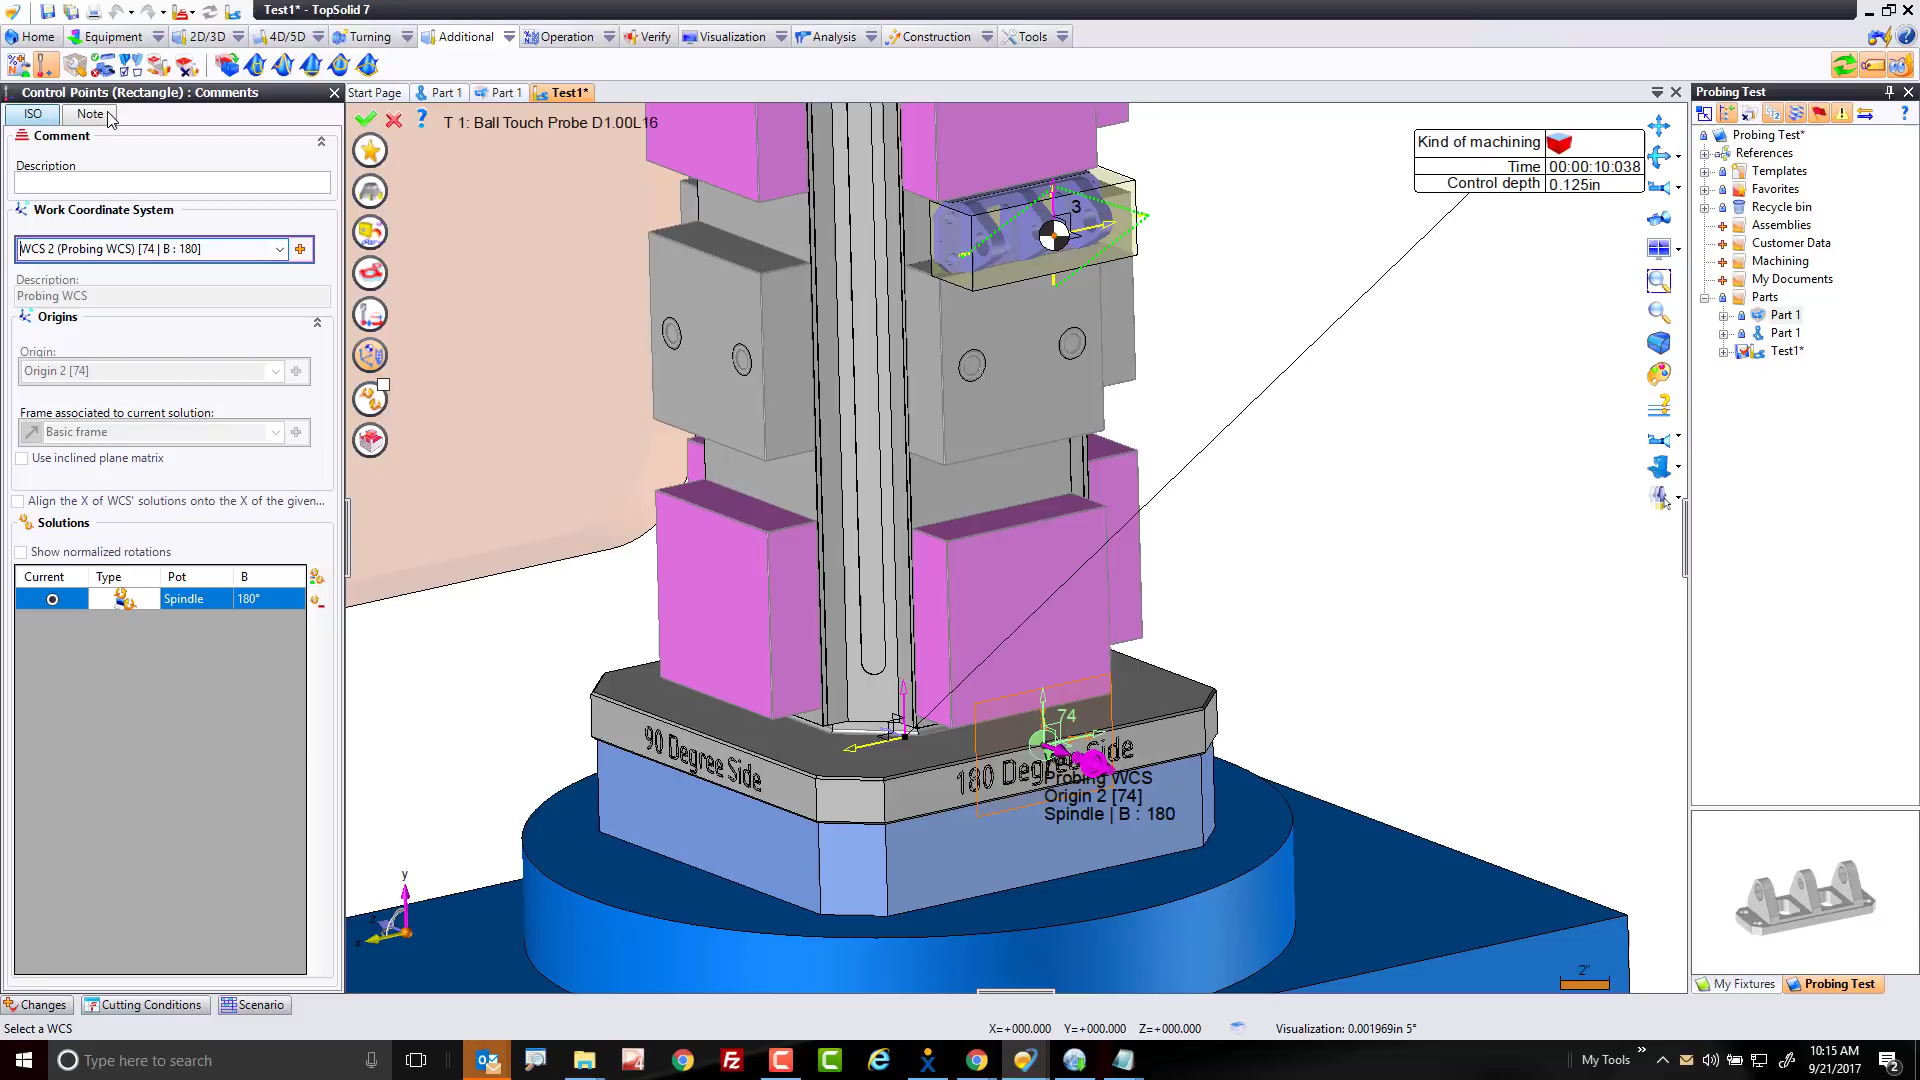 Test1* - TopSolid 7
Home Equipment 2D/3D 4D/5D Turning Additional Operation Verify Visualization Analysis Construction Tools
Control Points (Rectangle) : Comments
Start Page Part 1 Part 1 Test1*
Probing Test
ISO Note
T 1: Ball Touch Probe D1.00L16
Comment
Description
Work Coordinate System
WCS 2 (Probing WCS) [74 | B : 180]
Description:
Probing WCS
Origins
Origin:
Origin 2 [74]
Frame associated to current solution:
Basic frame
Use inclined plane matrix
Align the X of WCS' solutions onto the X of the given...
Solutions
Show normalized rotations
Current Type Pot B
Spindle 180°
Kind of machining
Time 00:00:10:038
Control depth 0.125in
3
74
90 Degree Side
180 Degree Side
Probing WCS
Origin 2 [74]
Spindle | B : 180
y
z
x
2"
Probing Test*
References
Templates
Favorites
Recycle bin
Assemblies
Customer Data
Machining
My Documents
Parts
Part 1
Part 1
Test1*
My Fixtures Probing Test
Changes Cutting Conditions Scenario
Select a WCS
X=+000.000 Y=+000.000 Z=+000.000 Visualization: 0.001969in 5°
Type here to search
My Tools
10:15 AM
9/21/2017
2